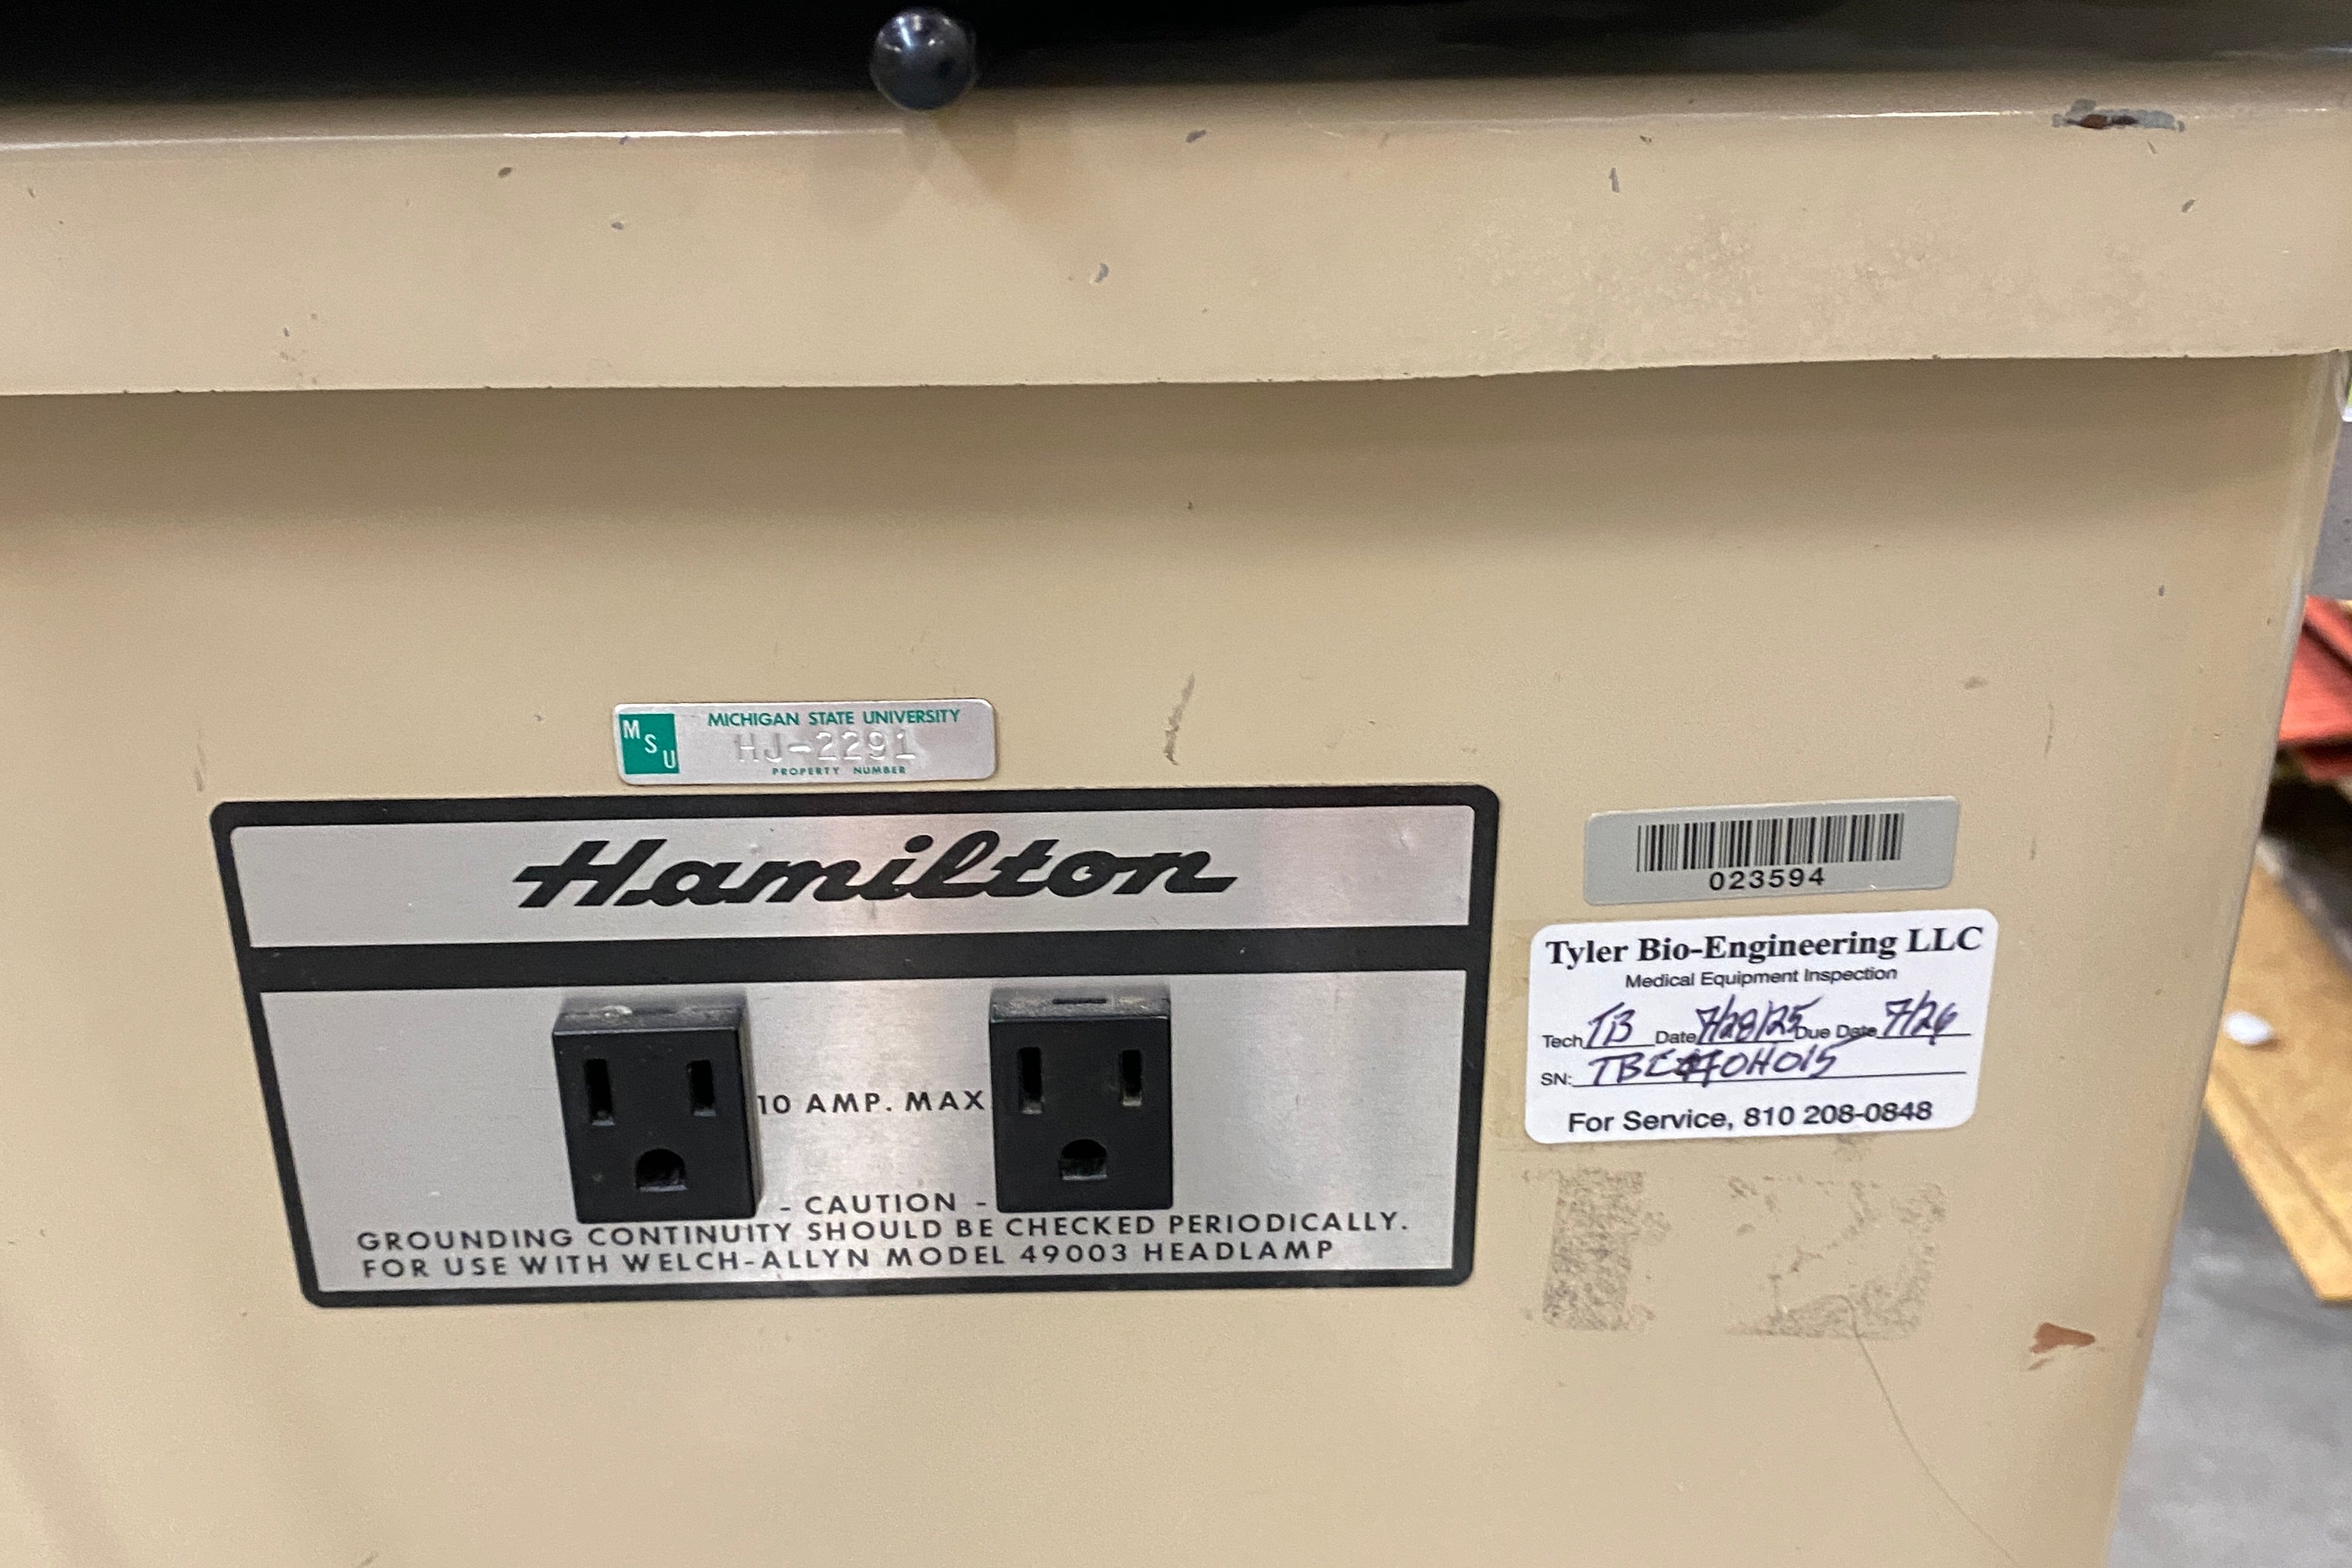 MSU
MICHIGAN STATE UNIVERSITY
HJ-2291
PROPERTY NUMBER
Hamilton
10 AMP. MAX
- CAUTION -
GROUNDING CONTINUITY SHOULD BE CHECKED PERIODICALLY.
FOR USE WITH WELCH-ALLYN MODEL 49003 HEADLAMP
023594
Tyler Bio-Engineering LLC
Medical Equipment Inspection
Tech TB Date 7/28/25 Due Date 7/26
SN:
For Service, 810 208-0848